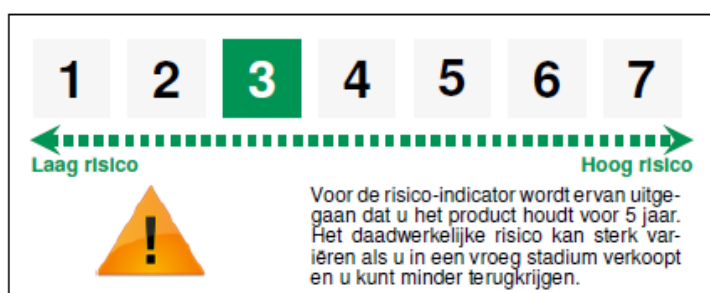 1 2 3 4 5 6 7
Laag risico Hoog risico
!
Voor de risico-indicator wordt ervan uitge-
gaan dat u het product houdt voor 5 jaar.
Het daadwerkelijke risico kan sterk var-
iëren als u in een vroeg stadium verkoopt
en u kunt minder terugkrijgen.